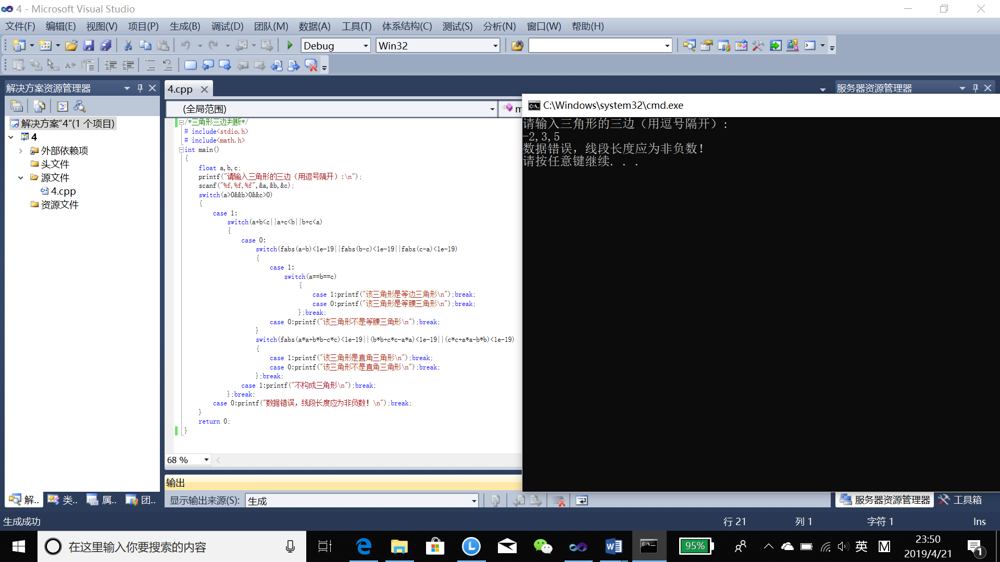 4 - Microsoft Visual Studio
文件(F) 编辑(E) 视图(V) 项目(P) 生成(B) 调试(D) 团队(M) 数据(A) 工具(T) 体系结构(C) 测试(S) 分析(N) 窗口(W) 帮助(H)
Debug Win32
解决方案资源管理器
解决方案“4”(1 个项目)
4
外部依赖项
头文件
源文件
4.cpp
资源文件
解.. 类.. 属.. 团..
4.cpp
(全局范围)
/*三角形三边判断*/
# include<stdio.h>
# include<math.h>
int main()
{
float a,b,c;
printf("请输入三角形的三边（用逗号隔开）:\n");
scanf("%f,%f,%f",&a,&b,&c);
switch(a>0&&b>0&&c>0)
{
case 1:
switch(a+b<c||a+c<b||b+c<a)
{
case 0:
switch(fabs(a-b)<1e-19||fabs(b-c)<1e-19||fabs(c-a)<1e-19)
{
case 1:
switch(a==b==c)
{
case 1:printf("该三角形是等边三角形\n");break;
case 0:printf("该三角形是等腰三角形\n");break;
};break;
case 0:printf("该三角形不是等腰三角形\n");break;
}
switch(fabs(a*a+b*b-c*c)<1e-19||(b*b+c*c-a*a)<1e-19||(c*c+a*a-b*b)<1e-19)
{
case 1:printf("该三角形是直角三角形\n");break;
case 0:printf("该三角形不是直角三角形\n");break;
};break;
case 1:printf("不构成三角形\n");break;
};break;
case 0:printf("数据错误，线段长度应为非负数！\n");break;
}
return 0;
}
68 %
输出
显示输出来源(S): 生成
服务器资源管理器
C:\Windows\system32\cmd.exe
请输入三角形的三边（用逗号隔开）:
-2,3,5
数据错误，线段长度应为非负数！
请按任意键继续. . .
服务器资源管理器 工具箱
生成成功 行 21 列 1 字符 1 Ins
在这里输入你要搜索的内容
95%
英
M
23:50
2019/4/21
1